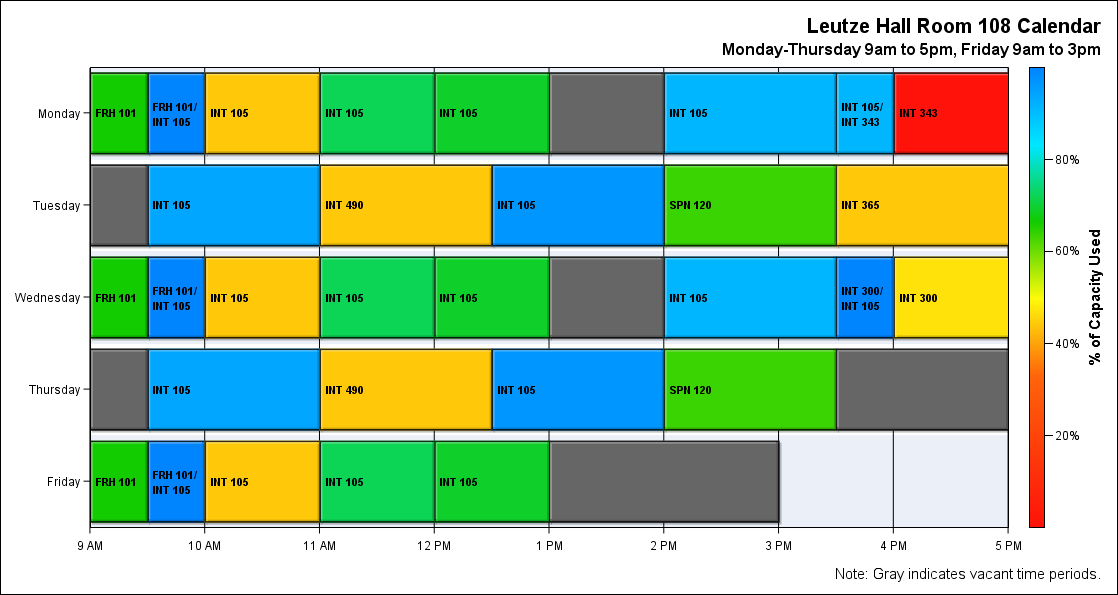 Leutze Hall Room 108 Calendar
Monday-Thursday 9am to 5pm, Friday 9am to 3pm
Monday
FRH 101
FRH 101/
INT 105
INT 105
INT 105
INT 105
INT 105
INT 105/
INT 343
INT 343
Tuesday
INT 105
INT 490
INT 105
SPN 120
INT 365
Wednesday
FRH 101
FRH 101/
INT 105
INT 105
INT 105
INT 105
INT 105
INT 300/
INT 105
INT 300
Thursday
INT 105
INT 490
INT 105
SPN 120
Friday
FRH 101
FRH 101/
INT 105
INT 105
INT 105
INT 105
9 AM
10 AM
11 AM
12 PM
1 PM
2 PM
3 PM
4 PM
5 PM
80%
60%
40%
20%
% of Capacity Used
Note: Gray indicates vacant time periods.